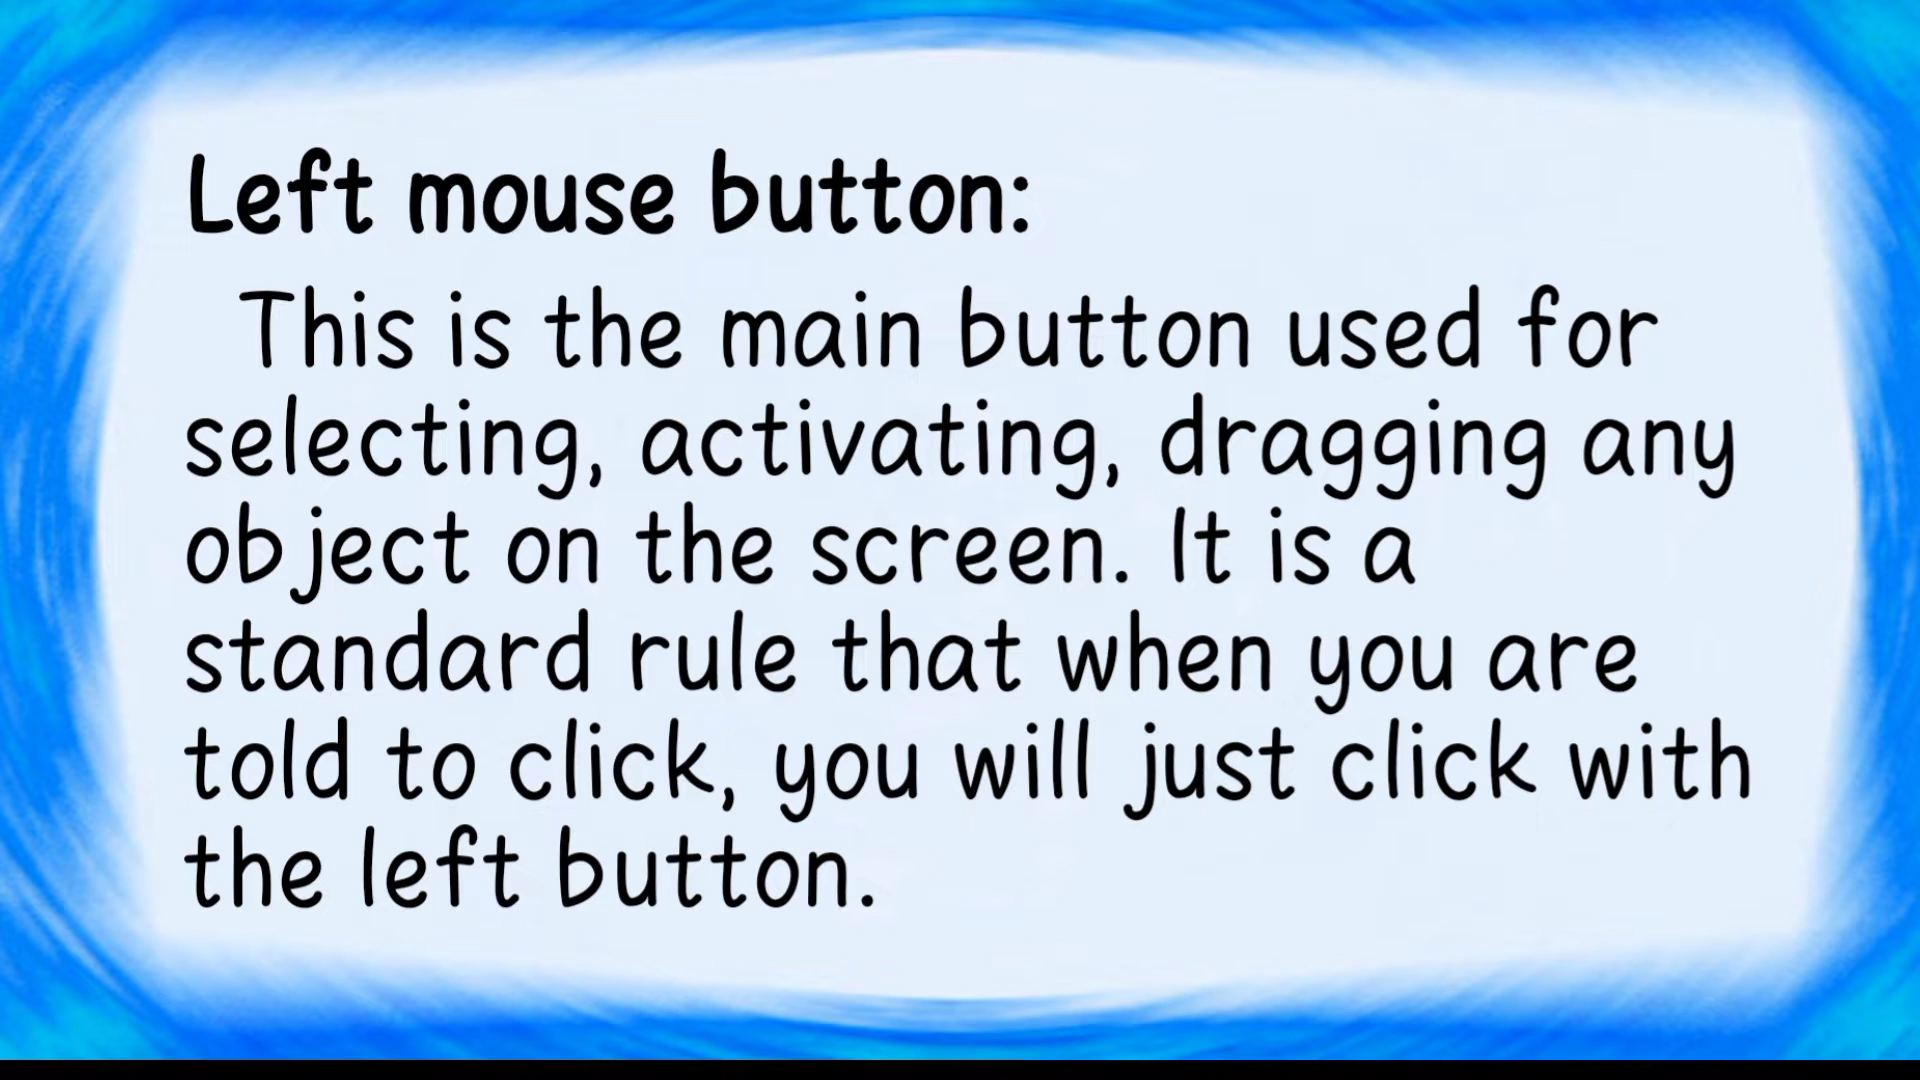 Left mouse button:
This is the main button used for
selecting, activating, dragging any
object on the screen. It is a
standard rule that when you are
told to click, you will just click with
the left button.